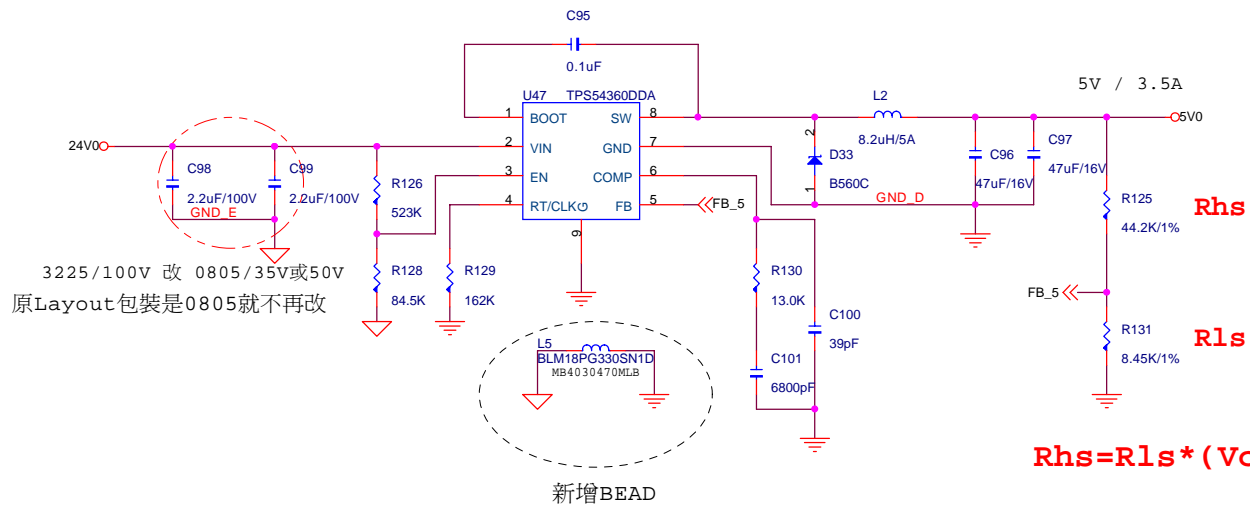 C95
0.1uF
5V / 3.5A
U47 TPS54360DDA
L2
1 BOOT SW 8
8.2uH/5A
5V0
24V0
2 VIN GND 7
3 EN COMP 6
4 RT/CLK G FB 5
FB_5
9
2
D33
1
B560C
GND_D
C96
47uF/16V
C97
47uF/16V
C98
2.2uF/100V
C99
2.2uF/100V
GND_E
R126
523K
R125
44.2K/1%
Rhs
3225/100V 改 0805/35V或50V
原Layout包裝是0805就不再改
R128
84.5K
R129
162K
R130
13.0K
C100
39pF
C101
6800pF
FB_5
R131
8.45K/1%
Rls
L5
BLM18PG330SN1D
MB4030470MLB
新增BEAD
Rhs=Rls*(Vo